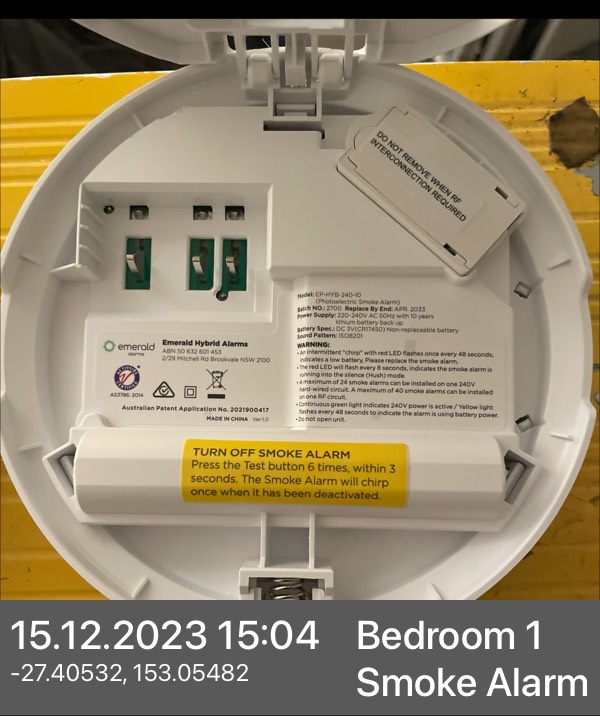 DO NOT REMOVE WHEN RF
INTERCONNECTION REQUIRED
Model: EP-HYB-240-10
(Photoelectric Smoke Alarm)
Batch NO.: 2700 Replace By End: APR. 2033
Power Supply: 220-240V AC 50Hz with 10 years
lithium battery back up
Battery Spec.: DC 3V(CR17450) Non-replaceable battery
Sound Pattern: ISO8201
WARNING:
• An intermittent "chirp" with red LED flashes once every 48 seconds,
indicates a low battery. Please replace the smoke alarm.
• The red LED will flash every 8 seconds, indicates the smoke alarm is
running into the silence (Hush) mode.
• A maximum of 24 smoke alarms can be installed on one 240V
hard-wired circuit. A maximum of 40 smoke alarms can be installed
on one RF circuit.
• Continuous green light indicates 240V power is active / Yellow light
flashes every 48 seconds to indicate the alarm is using battery power.
• Do not open unit.
emerald
alarms
Emerald Hybrid Alarms
ABN 50 632 601 453
2/29 Mitchell Rd Brookvale NSW 2100
AS3786: 2014
Australian Patent Application No. 2021900417
MADE IN CHINA Ver1.0
TURN OFF SMOKE ALARM
Press the Test button 6 times, within 3
seconds. The Smoke Alarm will chirp
once when it has been deactivated.
15.12.2023 15:04
-27.40532, 153.05482
Bedroom 1
Smoke Alarm